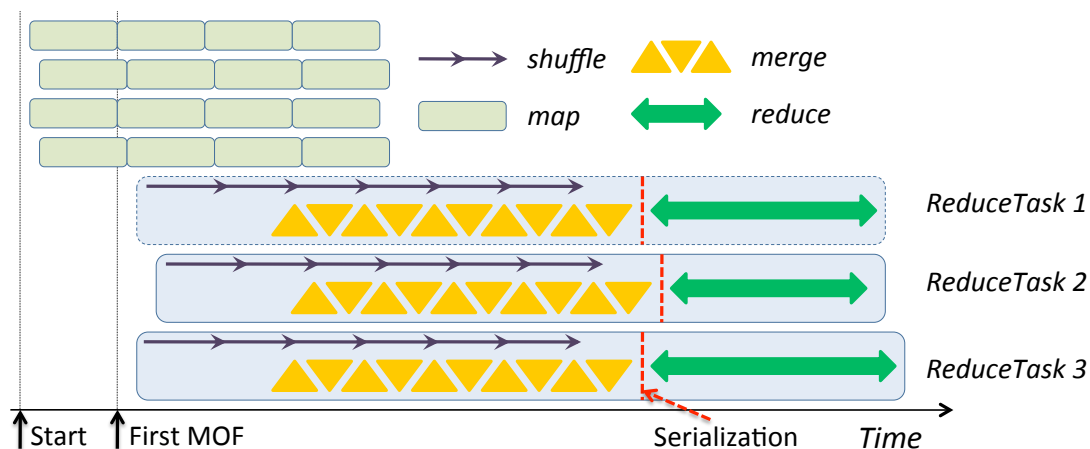 shuffle
merge
map
reduce
ReduceTask 1
ReduceTask 2
ReduceTask 3
Start
First MOF
Serialization
Time